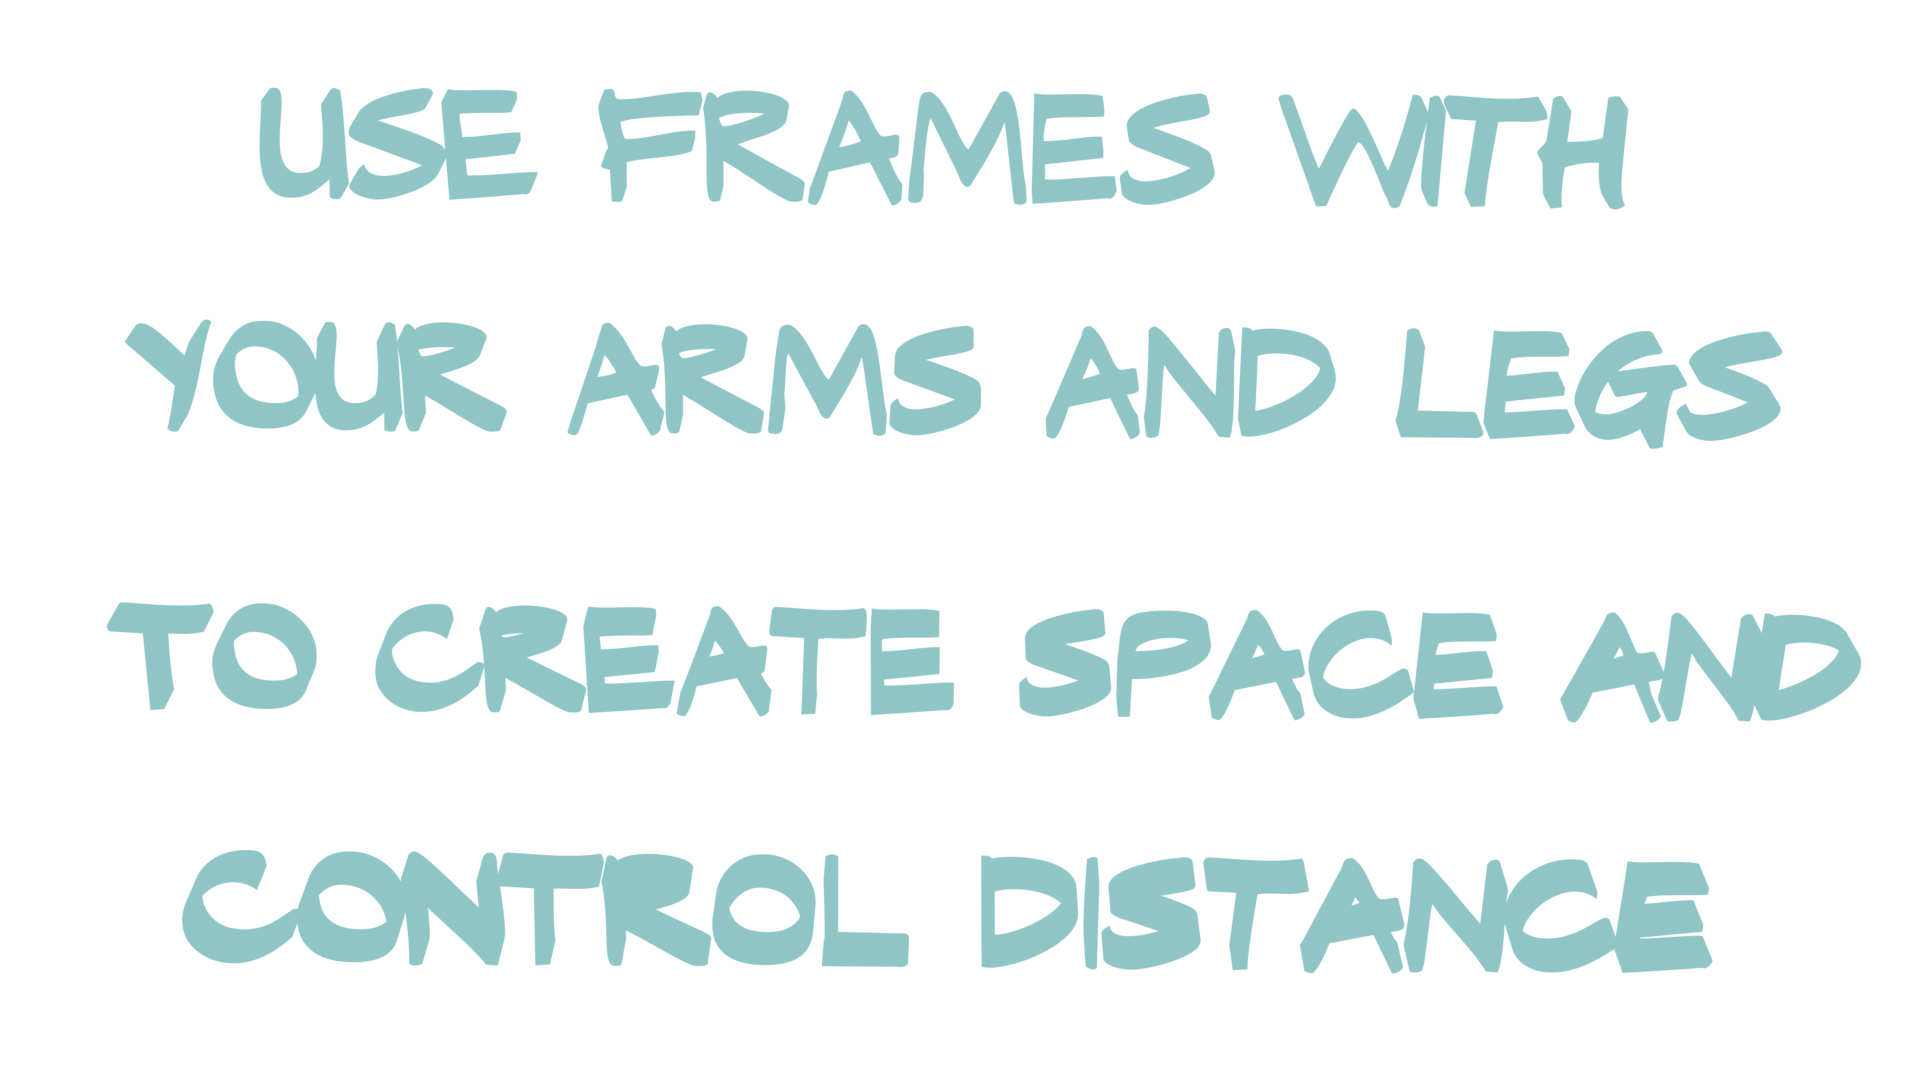 USE FRAMES WITH
YOUR ARMS AND LEGS
TO CREATE SPACE AND
CONTROL DISTANCE